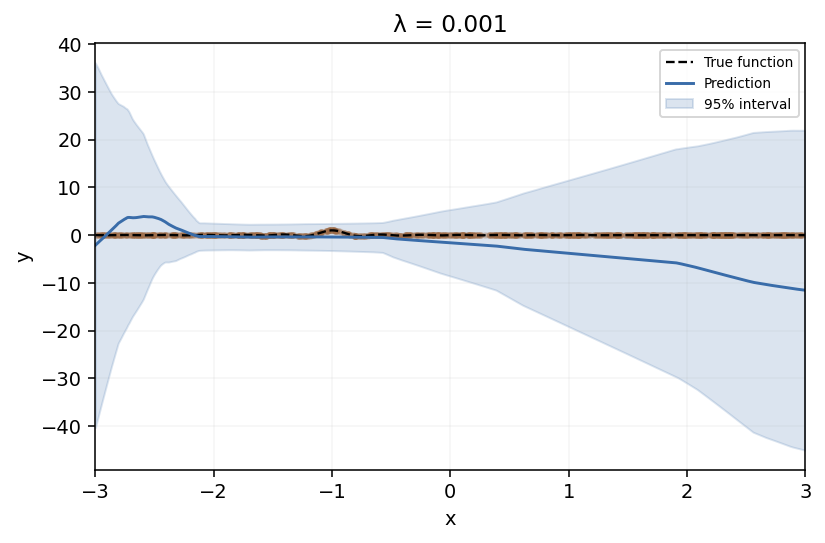 λ = 0.001
40
30
20
10
0
−10
−20
−30
−40
y
True function
Prediction
95% interval
−3
−2
−1
0
1
2
3
x